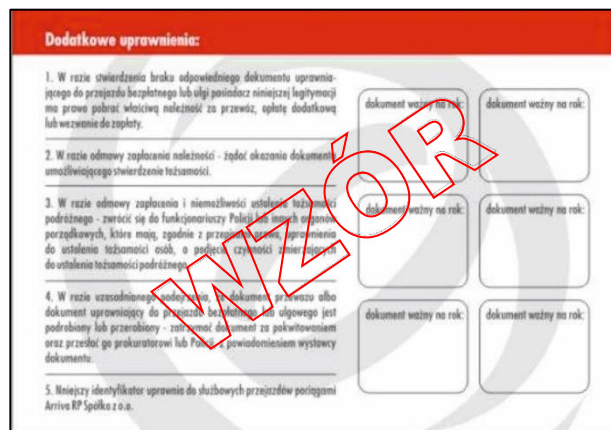 Dodatkowe uprawnienia:
1. W razie stwierdzenia braku odpowiedniego dokumentu uprawnia-
jącego do przejazdu bezpłatnego lub ulgi posiadacz niniejszej legitymacji
ma prawo pobrać właściwą należność za przewóz, opłatę dodatkową
lub wezwanie do zapłaty.
2. W razie odmowy zapłacenia należności - żądać okazania dokumentu
umożliwiającego stwierdzenie tożsamości.
3. W razie odmowy zapłacenia i niemożliwości ustalenia tożsamości
podróżnego - zwrócić się do funkcjonariuszy Policji lub innych organów
porządkowych, które mają, zgodnie z przepisami prawa, uprawnienia
do ustalania tożsamości osób, o podjęcie czynności zmierzających
do ustalenia tożsamości podróżnego.
4. W razie uzasadnionego podejrzenia, że dokument przewozu albo
dokument uprawniający do przejazdu bezpłatnego lub ulgowego jest
podrobiony lub przerobiony - zatrzymać dokument za pokwitowaniem
oraz przesłać go prokuratorowi lub Policji, z powiadomieniem wystawcy
dokumentu.
5. Nniejszy identyfikator uprawnia do służbowych przejazdów pociągami
Arriva RP Spółka z o.o.
dokument ważny na rok: dokument ważny na rok:
dokument ważny na rok: dokument ważny na rok:
dokument ważny na rok: dokument ważny na rok:
WZÓR